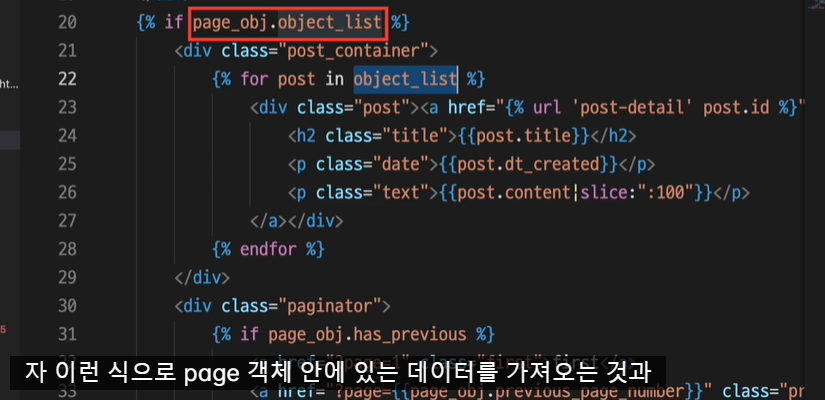 20 {% if page_obj.object_list %}
21 <div class="post_container">
22 {% for post in object_list %}
23 <div class="post"><a href="{% url 'post-detail' post.id %}"
24 <h2 class="title">{{post.title}}</h2>
25 <p class="date">{{post.dt_created}}</p>
26 <p class="text">{{post.content|slice:":100"}}</p>
ht...
27 </a></div>
28 {% endfor %}
29 </div>
30 <div class="paginator">
31 {% if page_obj.has_previous %}
5
자 이런 식으로 page 객체 안에 있는 데이터를 가져오는 것과
33 <a href="?page={{page_obj.previous_page_number}}" class="pr